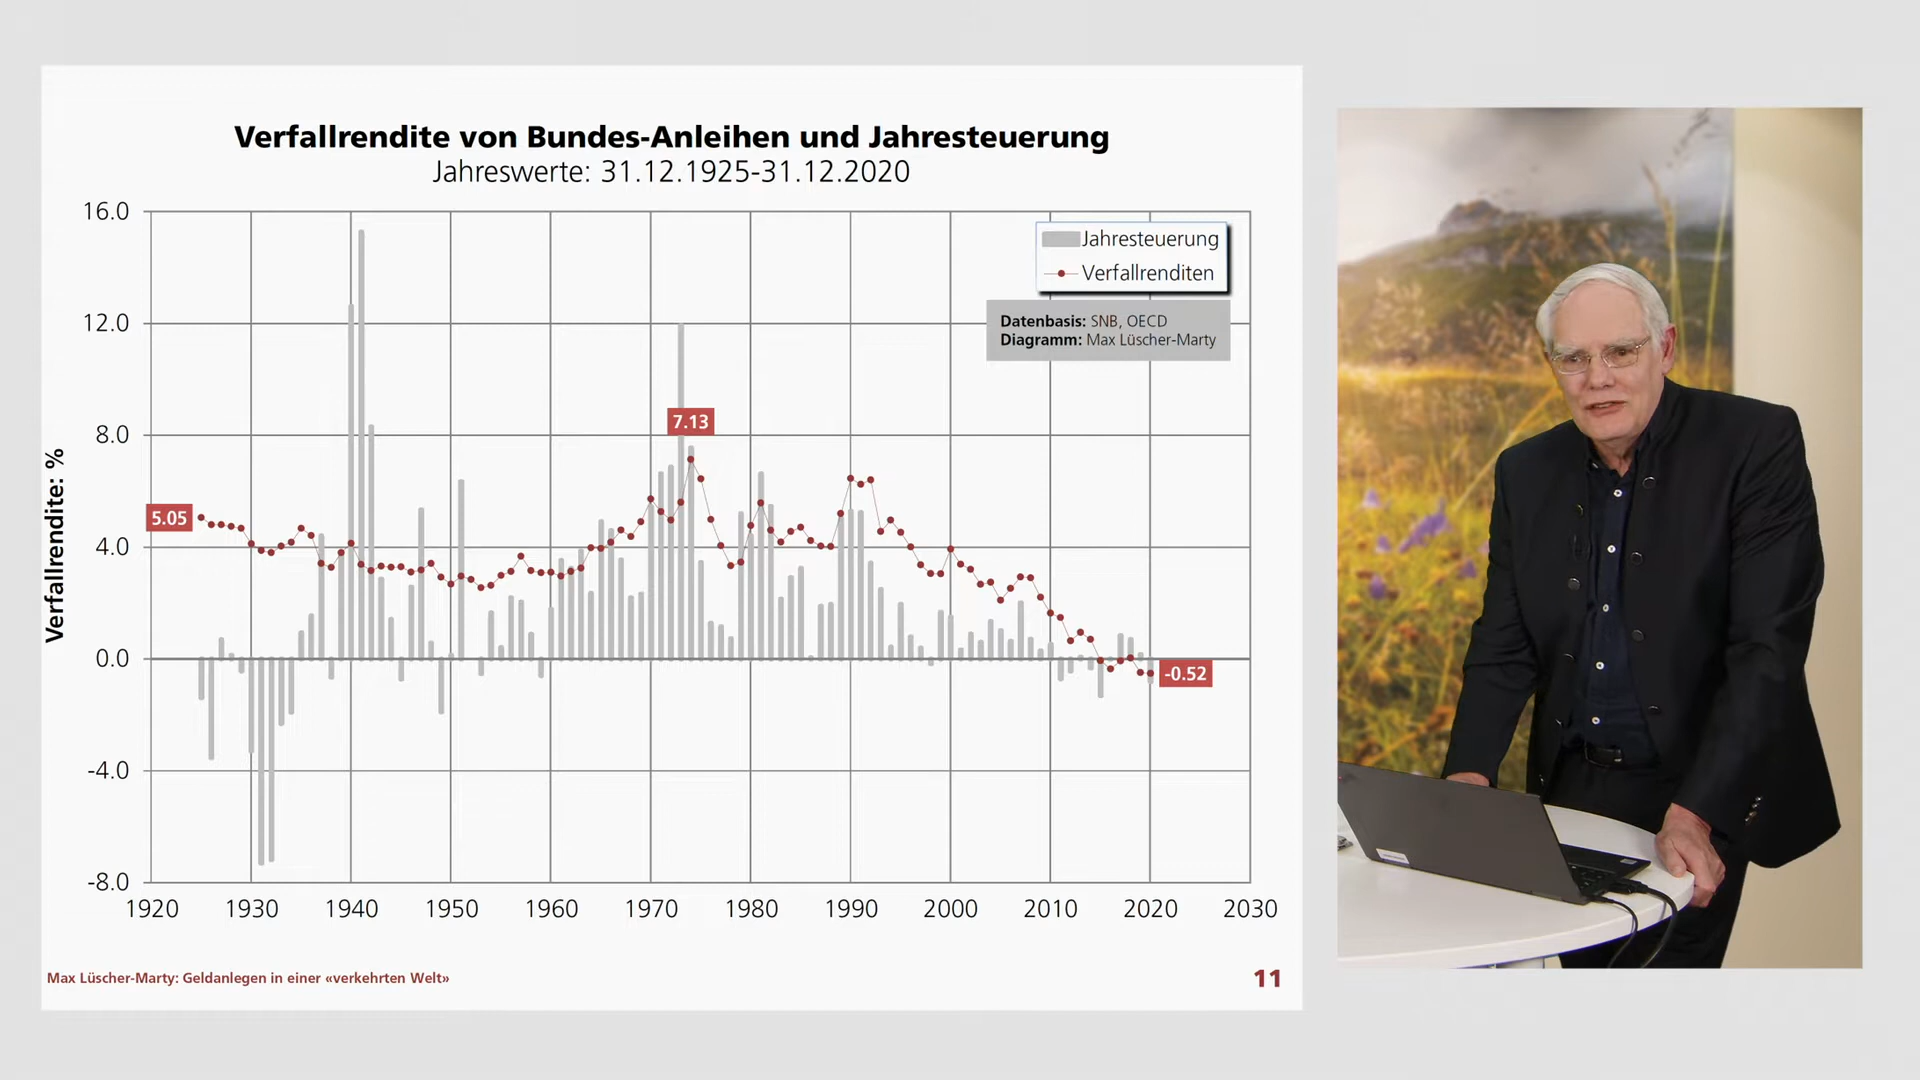 Verfallrendite von Bundes-Anleihen und Jahresteuerung
Jahreswerte: 31.12.1925-31.12.2020
Verfallrendite: %
16.0
12.0
8.0
4.0
0.0
-4.0
-8.0
1920 1930 1940 1950 1960 1970 1980 1990 2000 2010 2020 2030
Jahresteuerung
Verfallrenditen
Datenbasis: SNB, OECD
Diagramm: Max Lüscher-Marty
5.05
7.13
-0.52
Max Lüscher-Marty: Geldanlegen in einer «verkehrten Welt»
11